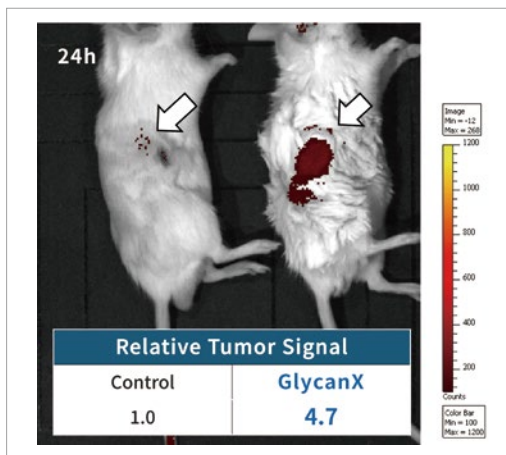 24h
Relative Tumor Signal
Control GlycanX
1.0 4.7
Image
Min = -12
Max = 268
1200
1000
800
600
400
200
Counts
Color Bar
Min = 100
Max = 1200